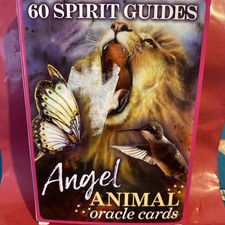 60 SPIRIT GUIDES
Angel
ANIMAL
oracle cards